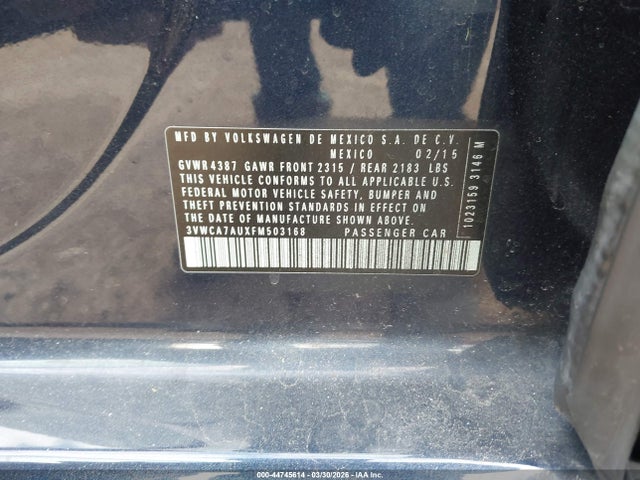 MFD BY VOLKSWAGEN DE MEXICO S.A. DE C.V.
MEXICO 02/15
GVWR 4387 GAWR FRONT 2315 / REAR 2183 LBS
THIS VEHICLE CONFORMS TO ALL APPLICABLE U.S.
FEDERAL MOTOR VEHICLE SAFETY, BUMPER AND
THEFT PREVENTION STANDARDS IN EFFECT ON
THE DATE OF MANUFACTURE SHOWN ABOVE.
3VWCA7AUXFM503168 PASSENGER CAR
1023159 3146 M
000-44745614 - 03/30/2026 - IAAI.COM